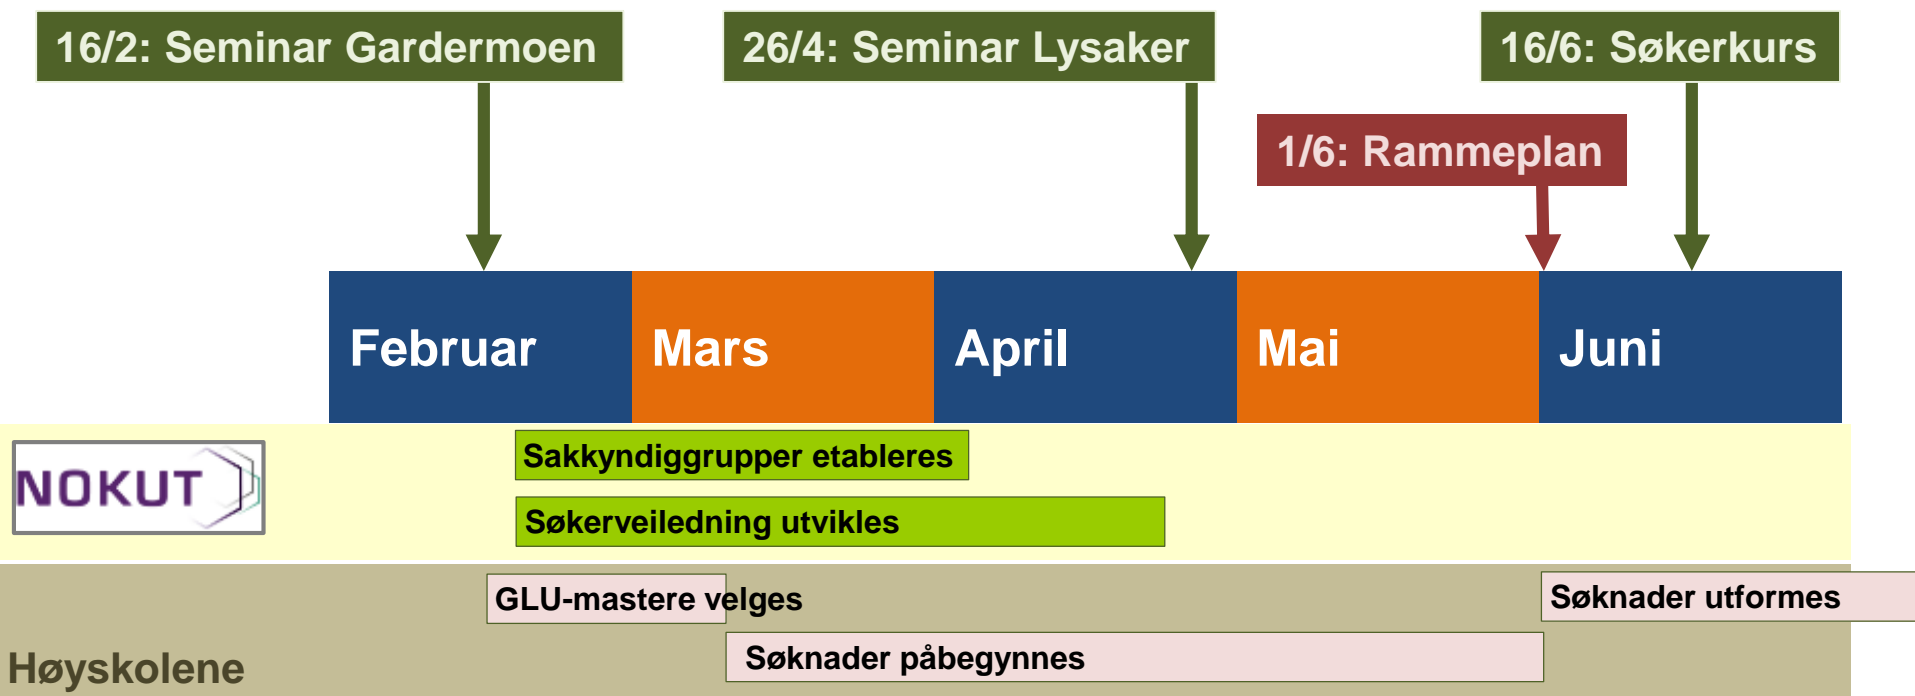 16/2: Seminar Gardermoen
26/4: Seminar Lysaker
16/6: Søkerkurs
1/6: Rammeplan
Februar
Mars
April
Mai
Juni
NOKUT
Sakkyndiggrupper etableres
Søkerveiledning utvikles
GLU-mastere velges
Søknader utformes
Søknader påbegynnes
Høyskolene